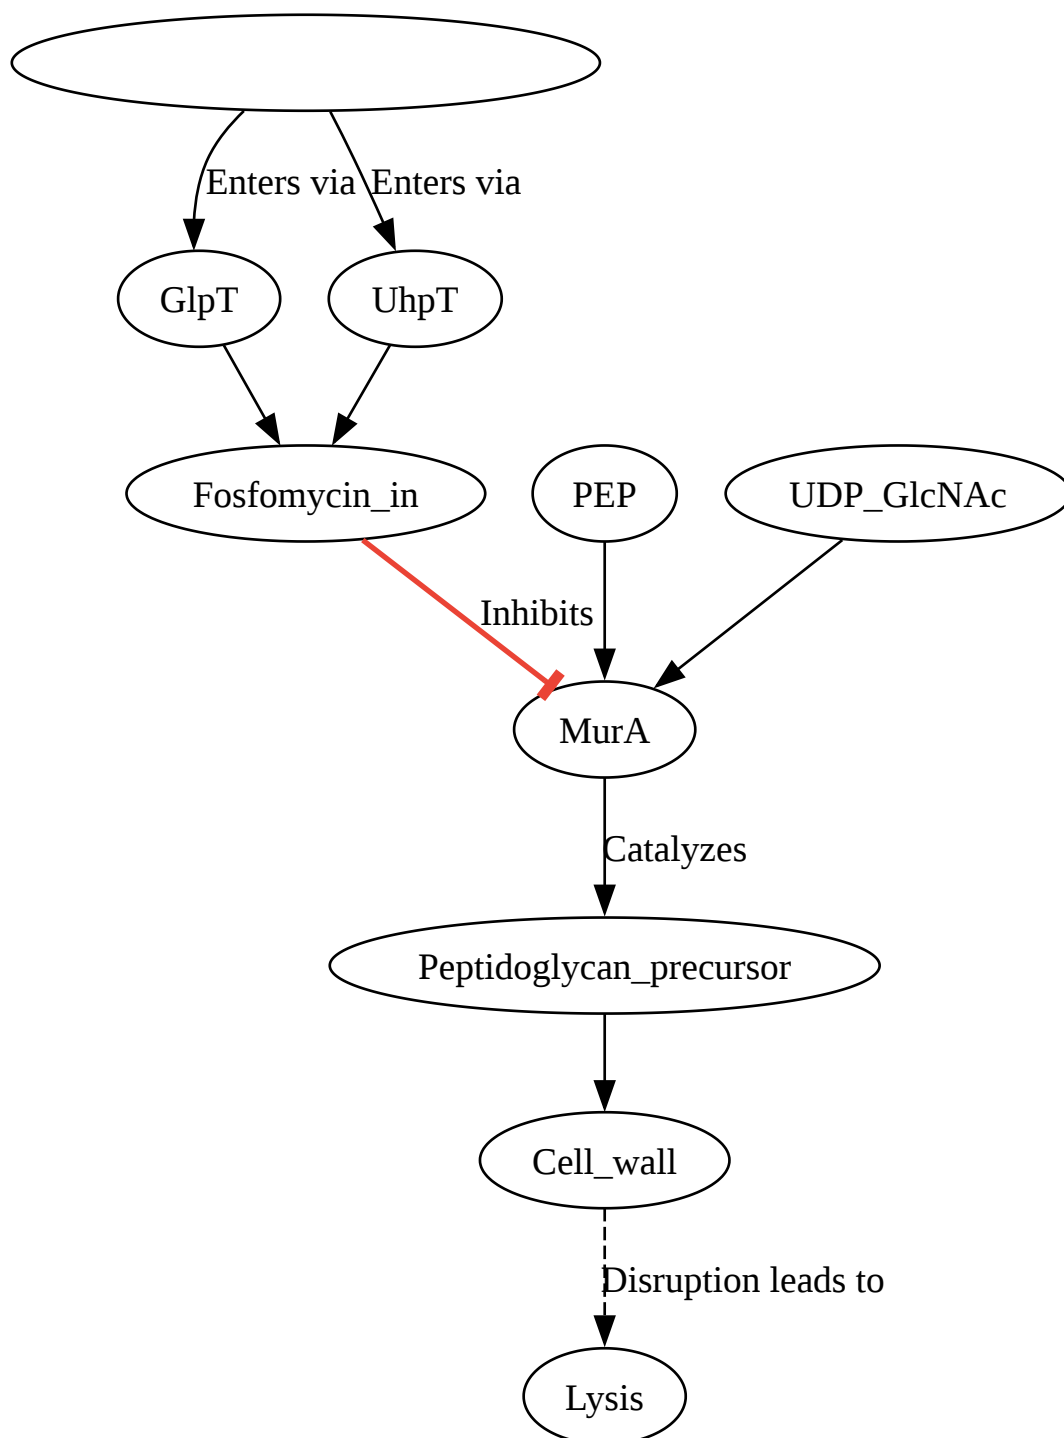 Enters via
Enters via
GlpT
UhpT
Fosfomycin_in
PEP
UDP_GlcNAc
Inhibits
MurA
Catalyzes
Peptidoglycan_precursor
Cell_wall
Disruption leads to
Lysis